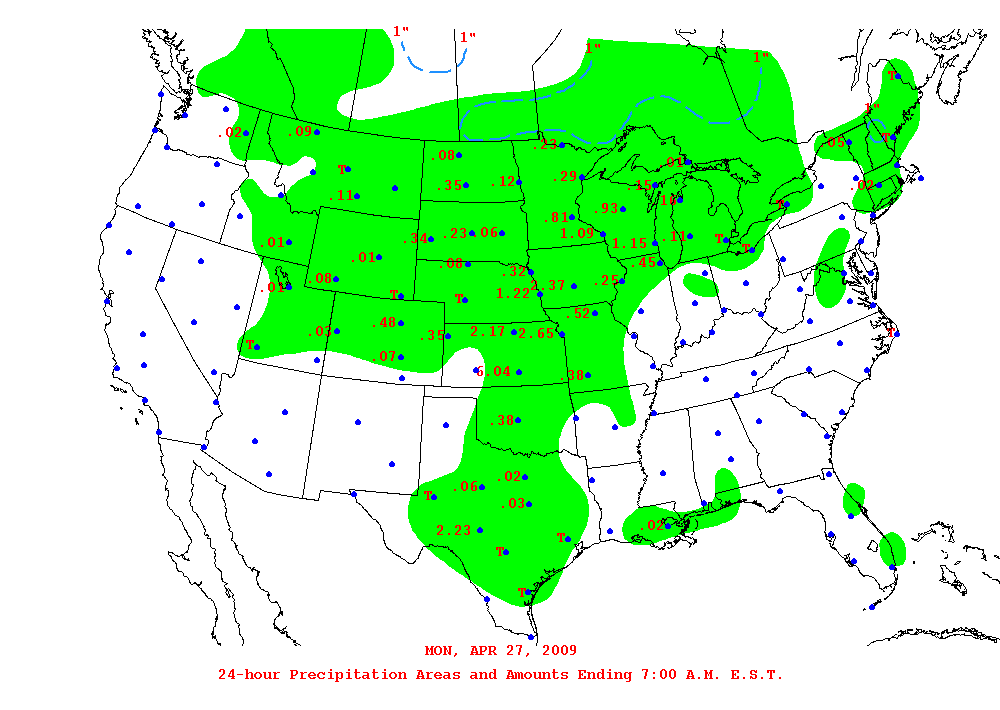 1" 1"
1" 1"
T
1"
.02 .09 .23 .05 T
.08 .01
T .29 .02
.35 .12 .15
.11 .16 T
.81 .93
.34 .23 .06 1.09 .11 T
.01 1.15 T
.01 .08 .45
.08 .32
.01 2.37 .25
T T 1.22
.52
.03 .48 .35 2.17 2.65 T
T .07
6.04 .38
.38
.02
.06
T .03
2.23 .02
T
T
T
MON, APR 27, 2009
24-hour Precipitation Areas and Amounts Ending 7:00 A.M. E.S.T.